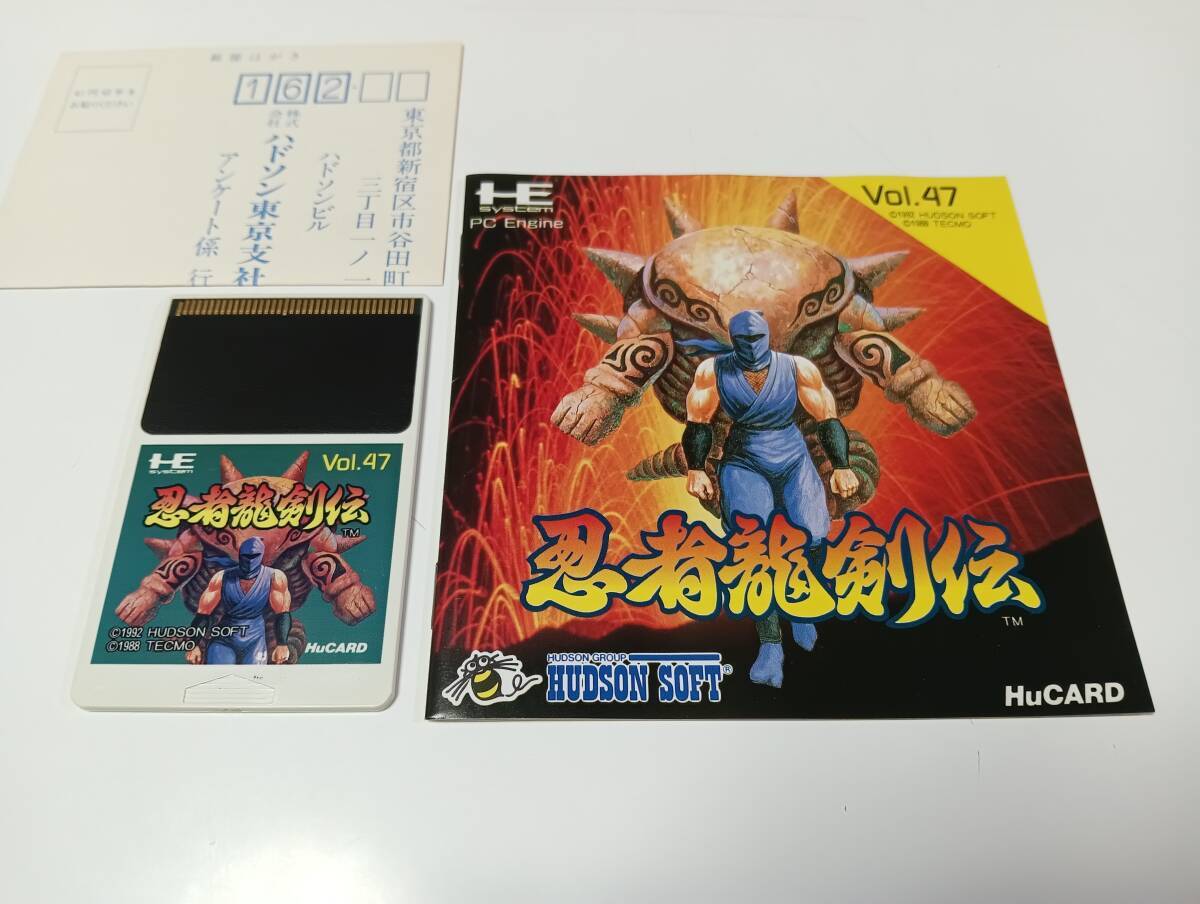 郵便はがき
162
東京都新宿区市谷田町
三丁目一ノ一
ハドソンビル
株式会社
ハドソン東京支社
アンケート係 行
HE
system
Vol.47
忍者龍剣伝
TM
©1992 HUDSON SOFT
©1988 TECMO
HuCARD
HE
system
PC Engine
Vol.47
©1992 HUDSON SOFT
©1988 TECMO
忍者龍剣伝
TM
HUDSON GROUP
HUDSON SOFT®
HuCARD